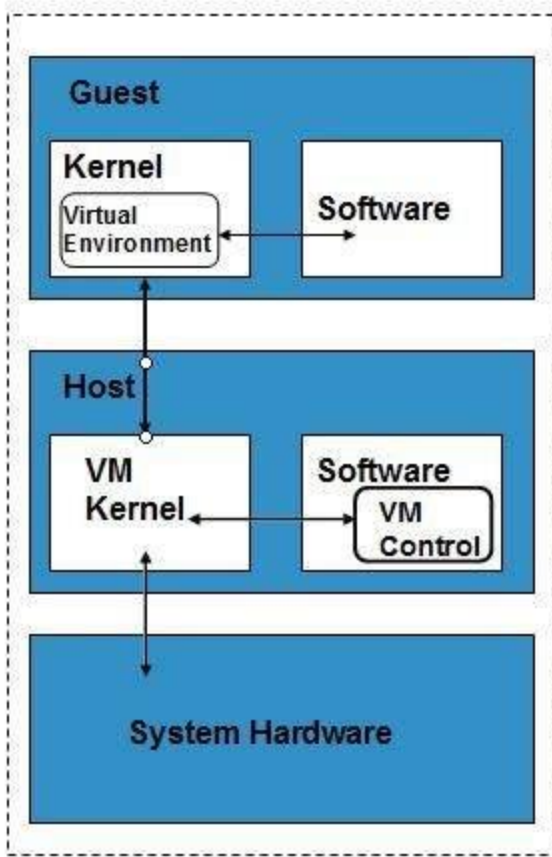 Guest
Kernel
Virtual
Environment
Software
Host
VM
Kernel
Software
VM
Control
System Hardware